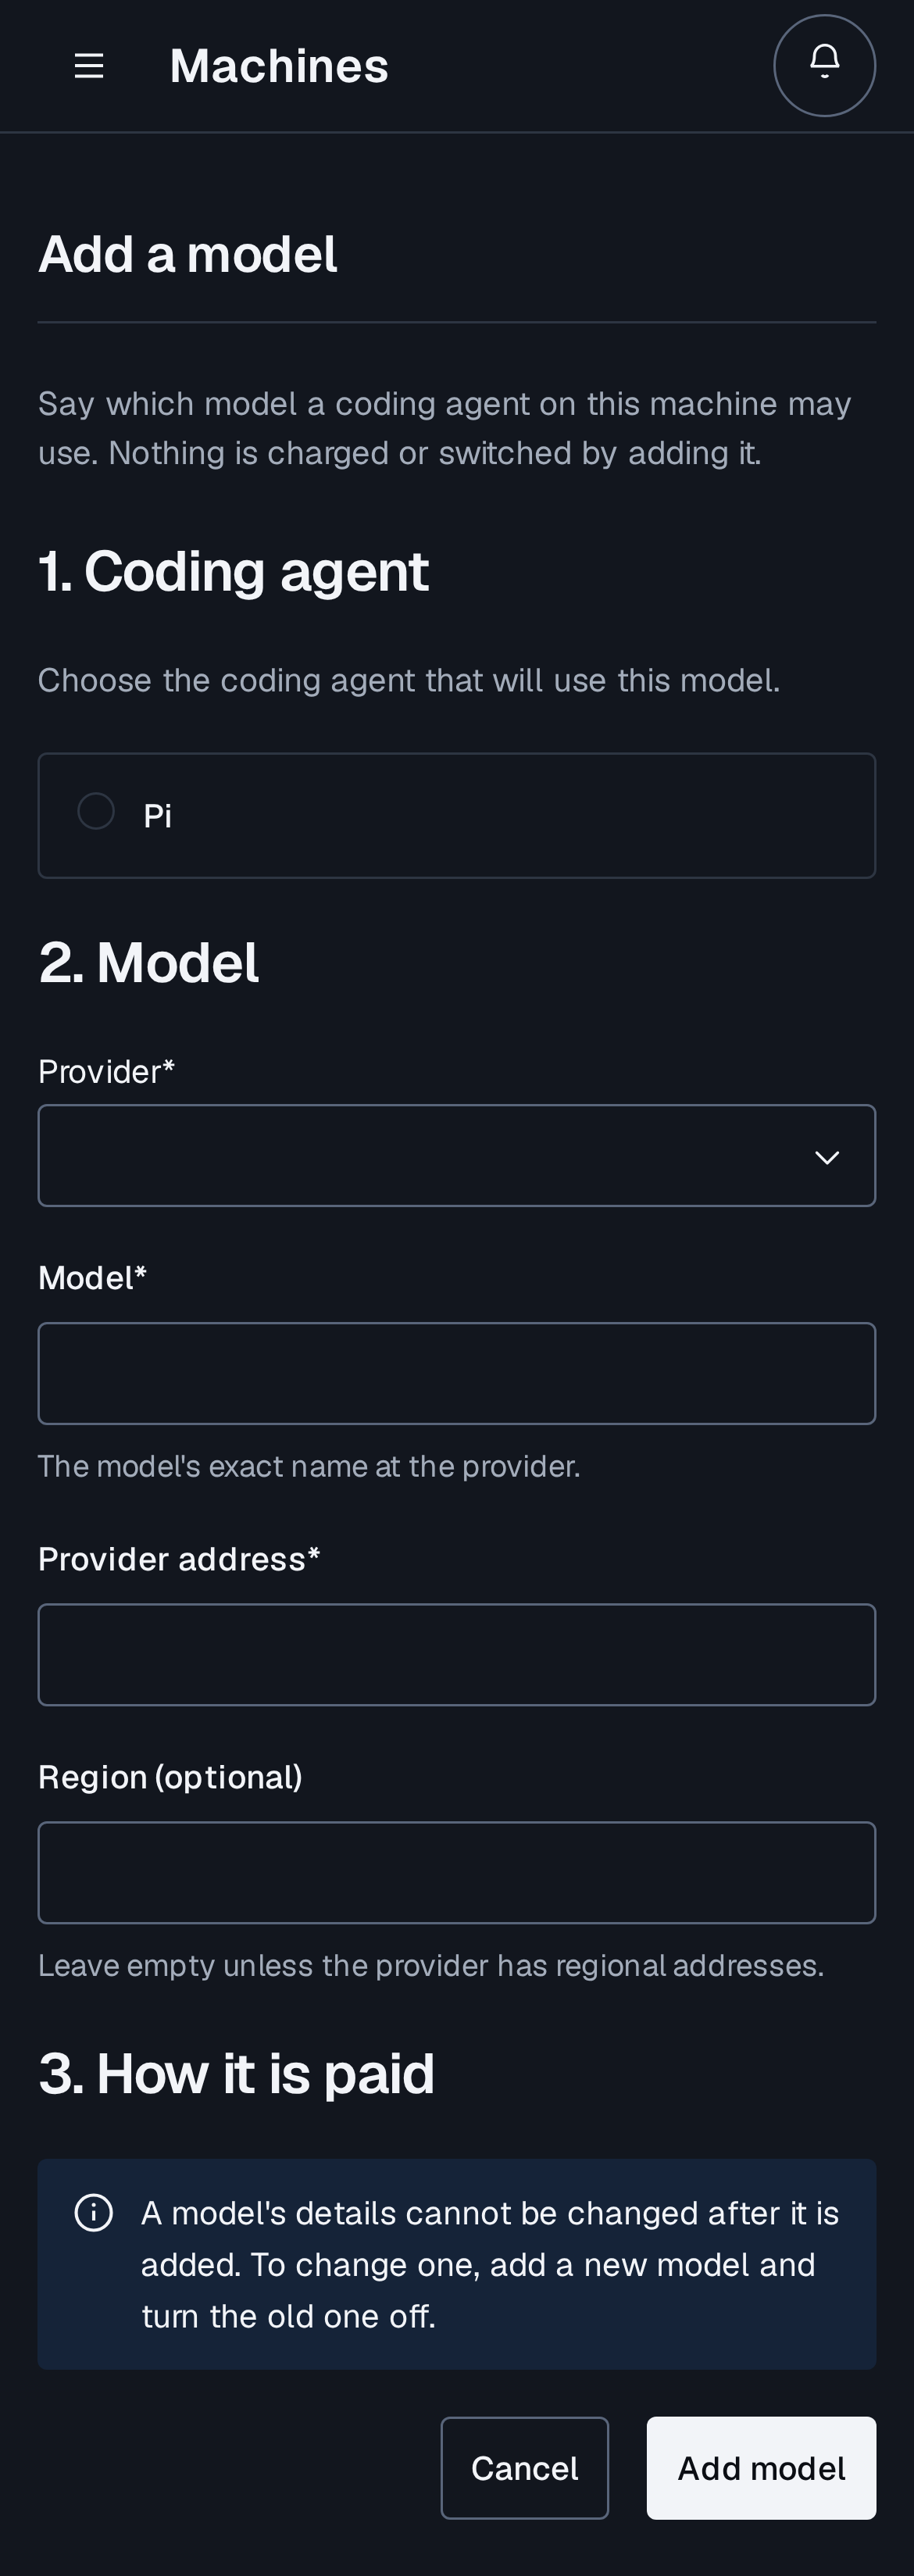 Machines
Add a model
Say which model a coding agent on this machine may
use. Nothing is charged or switched by adding it.
1. Coding agent
Choose the coding agent that will use this model.
Pi
2. Model
Provider*
Model*
The model's exact name at the provider.
Provider address*
Region (optional)
Leave empty unless the provider has regional addresses.
3. How it is paid
A model's details cannot be changed after it is
added. To change one, add a new model and
turn the old one off.
Cancel
Add model